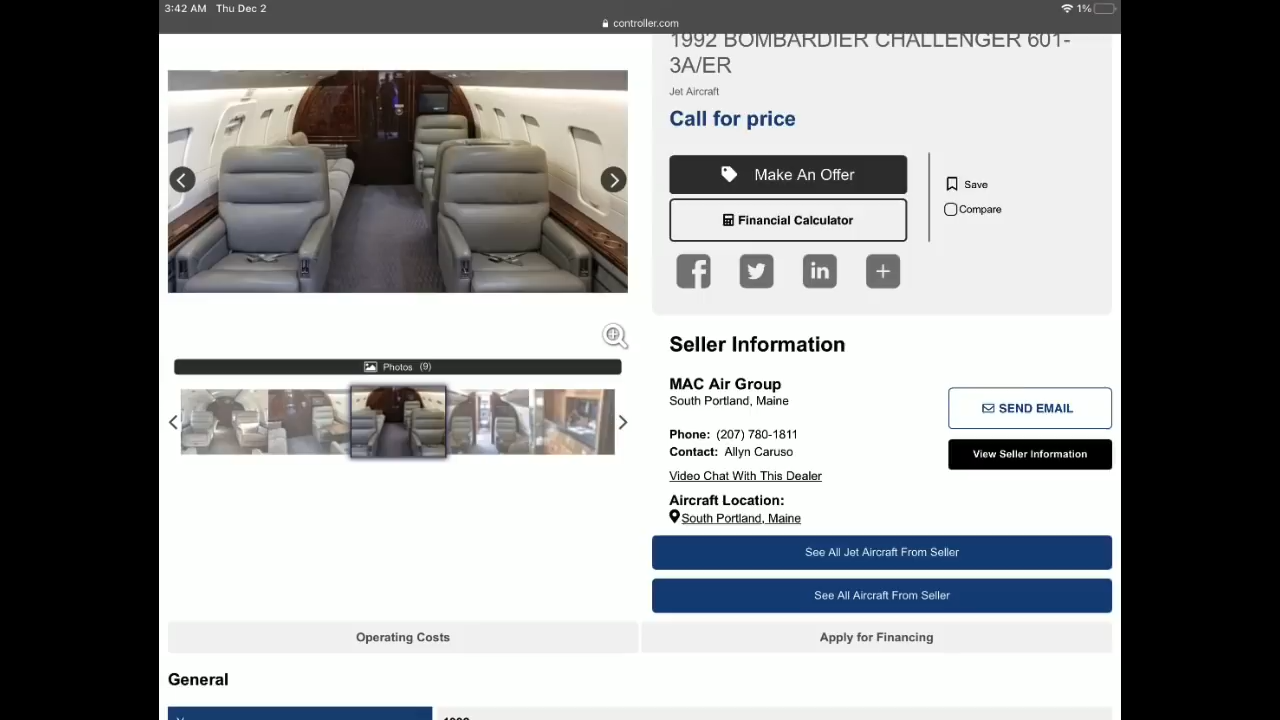 3:42 AM Thu Dec 2
1%
controller.com
1992 BOMBARDIER CHALLENGER 601-
3A/ER
Jet Aircraft
Call for price
Make An Offer
Save
Compare
Financial Calculator
Photos (9)
Seller Information
MAC Air Group
South Portland, Maine
SEND EMAIL
Phone: (207) 780-1811
Contact: Allyn Caruso
View Seller Information
Video Chat With This Dealer
Aircraft Location:
South Portland, Maine
See All Jet Aircraft From Seller
See All Aircraft From Seller
Operating Costs
Apply for Financing
General
1992